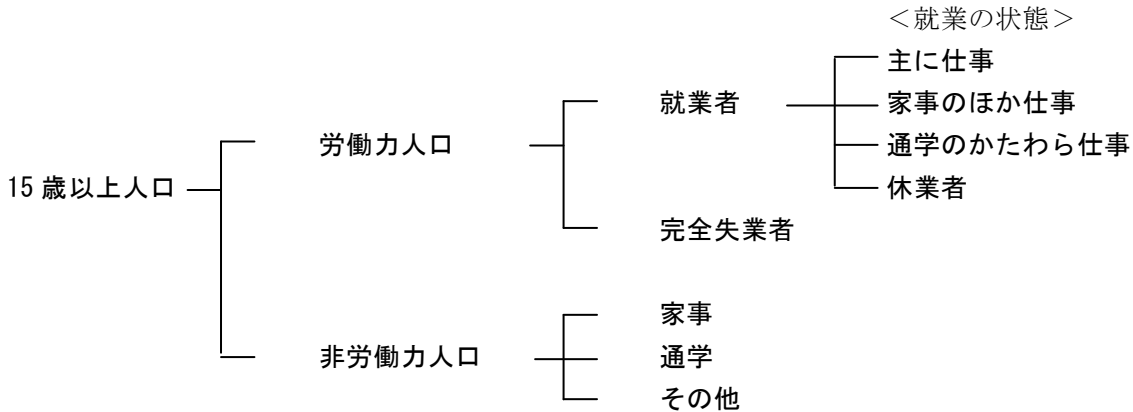 ＜就業の状態＞
主に仕事
就業者
家事のほか仕事
労働力人口
通学のかたわら仕事
15歳以上人口
休業者
完全失業者
家事
非労働力人口
通学
その他